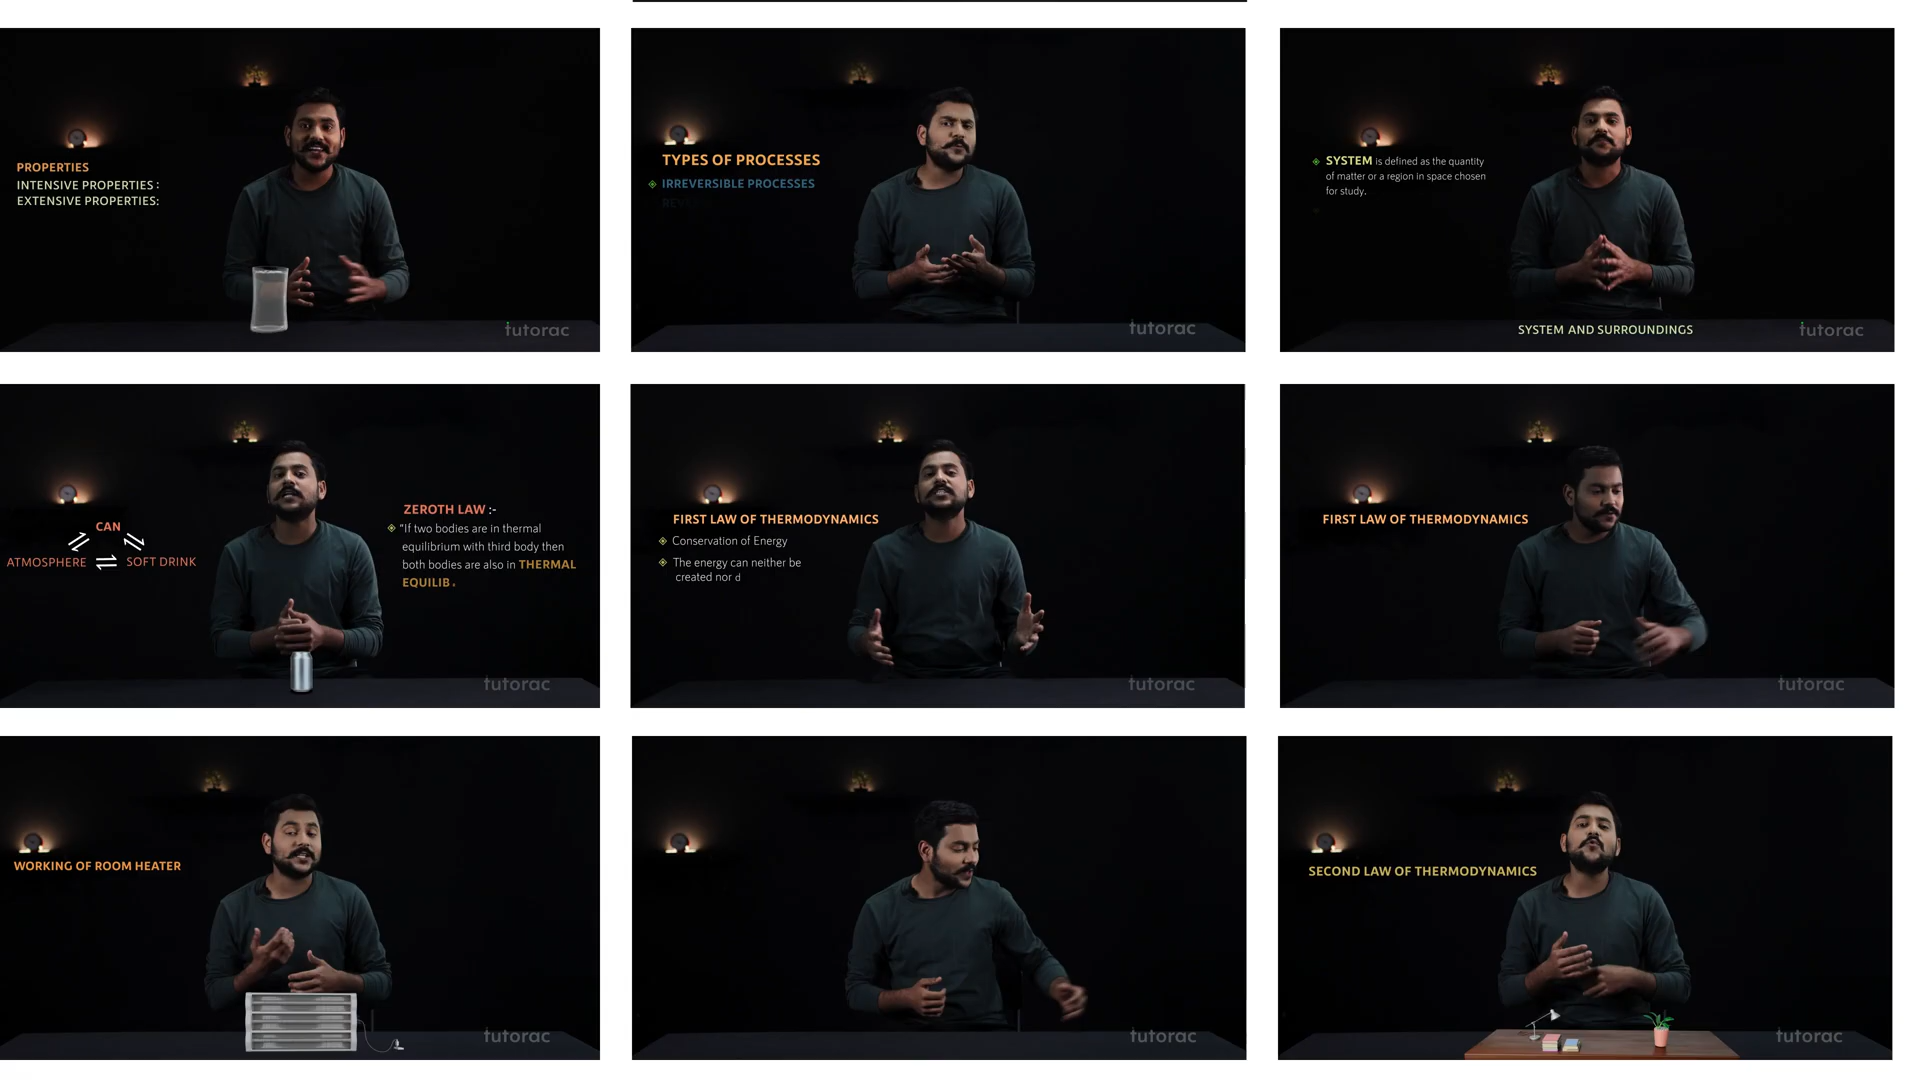 PROPERTIES
INTENSIVE PROPERTIES :
EXTENSIVE PROPERTIES:
tutorac
TYPES OF PROCESSES
IRREVERSIBLE PROCESSES
REV
tutorac
SYSTEM is defined as the quantity
of matter or a region in space chosen
for study.
SYSTEM AND SURROUNDINGS
tutorac
CAN
ATMOSPHERE
SOFT DRINK
ZEROTH LAW :-
"If two bodies are in thermal
equilibrium with third body then
both bodies are also in THERMAL
EQUILIB .
tutorac
FIRST LAW OF THERMODYNAMICS
Conservation of Energy
The energy can neither be
created nor d
tutorac
FIRST LAW OF THERMODYNAMICS
tutorac
WORKING OF ROOM HEATER
tutorac
tutorac
SECOND LAW OF THERMODYNAMICS
tutorac